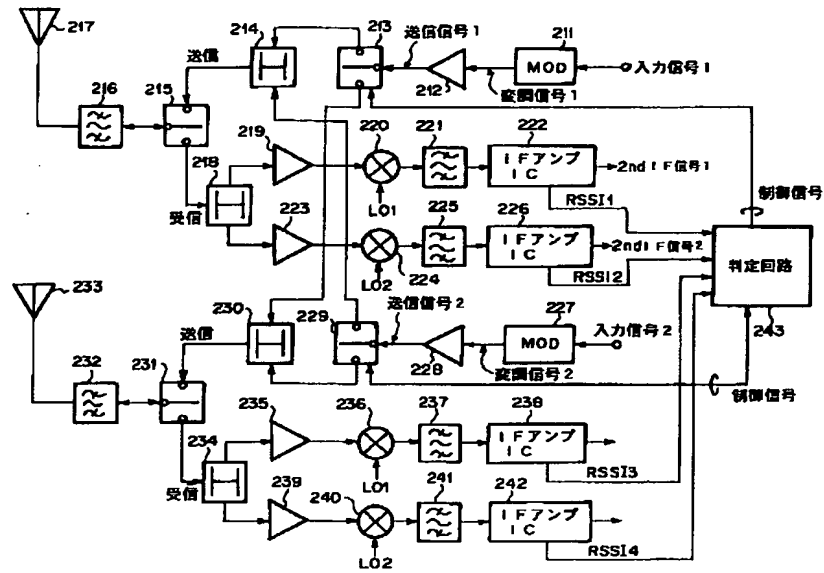 217
214
213
送信信号1
211
送信
MOD
入力信号1
212
変調信号1
216
215
219
220
221
222
IFアンプ
IC
2nd IF信号1
218
LO1
RSSI1
制御信号
受信
223
225
226
IFアンプ
IC
2nd IF信号2
LO2
224
RSSI2
判定回路
243
233
230
229
送信信号2
227
送信
MOD
入力信号2
228
変調信号2
232
231
制御信号
235
236
237
238
IFアンプ
IC
234
LO1
RSSI3
受信
239
240
241
242
IFアンプ
IC
LO2
RSSI4